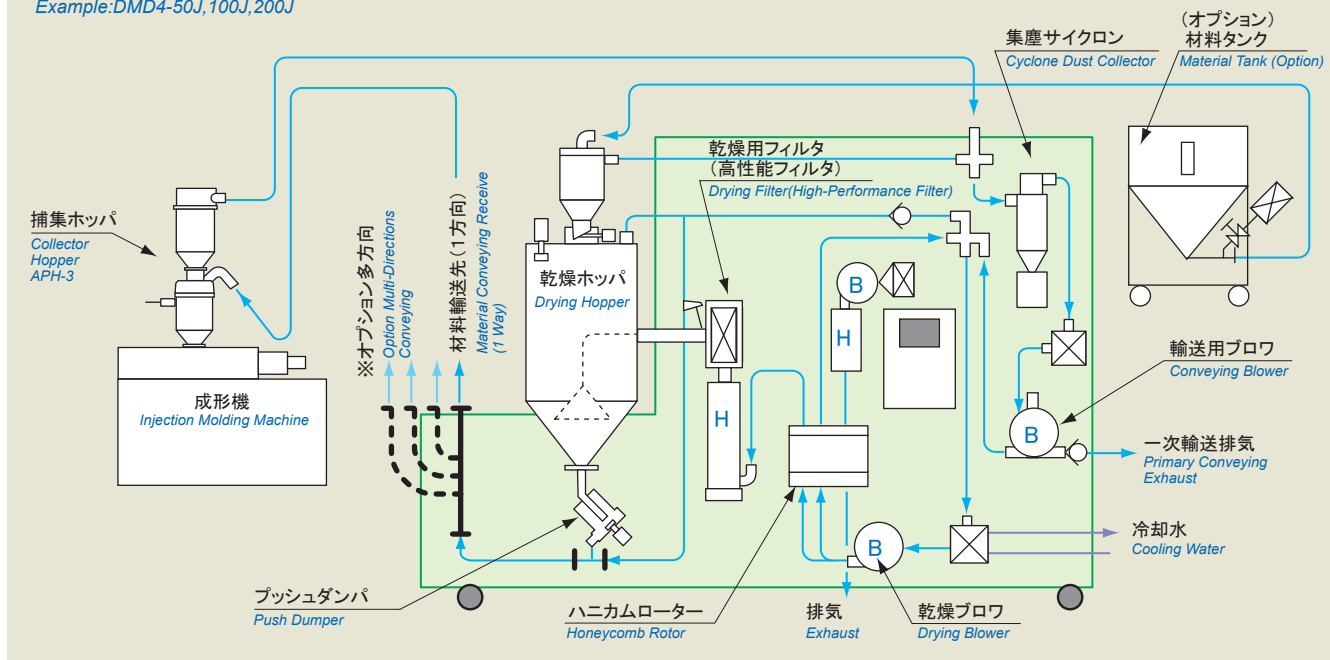 Example:DMD4-50J,100J,200J
(オプション)
材料タンク
Material Tank (Option)
集塵サイクロン
Cyclone Dust Collector
乾燥用フィルタ
(高性能フィルタ)
Drying Filter(High-Performance Filter)
捕集ホッパ
Collector
Hopper
APH-3
※オプション多方向
Option Multi-Directions
Conveying
材料輸送先(1方向)
Material Conveying Receive
(1 Way)
乾燥ホッパ
Drying Hopper
B
H
H
輸送用ブロワ
Conveying Blower
成形機
Injection Molding Machine
B
一次輸送排気
Primary Conveying
Exhaust
冷却水
Cooling Water
B
プッシュダンパ
Push Dumper
ハニカムローター
Honeycomb Rotor
排気
Exhaust
乾燥ブロワ
Drying Blower